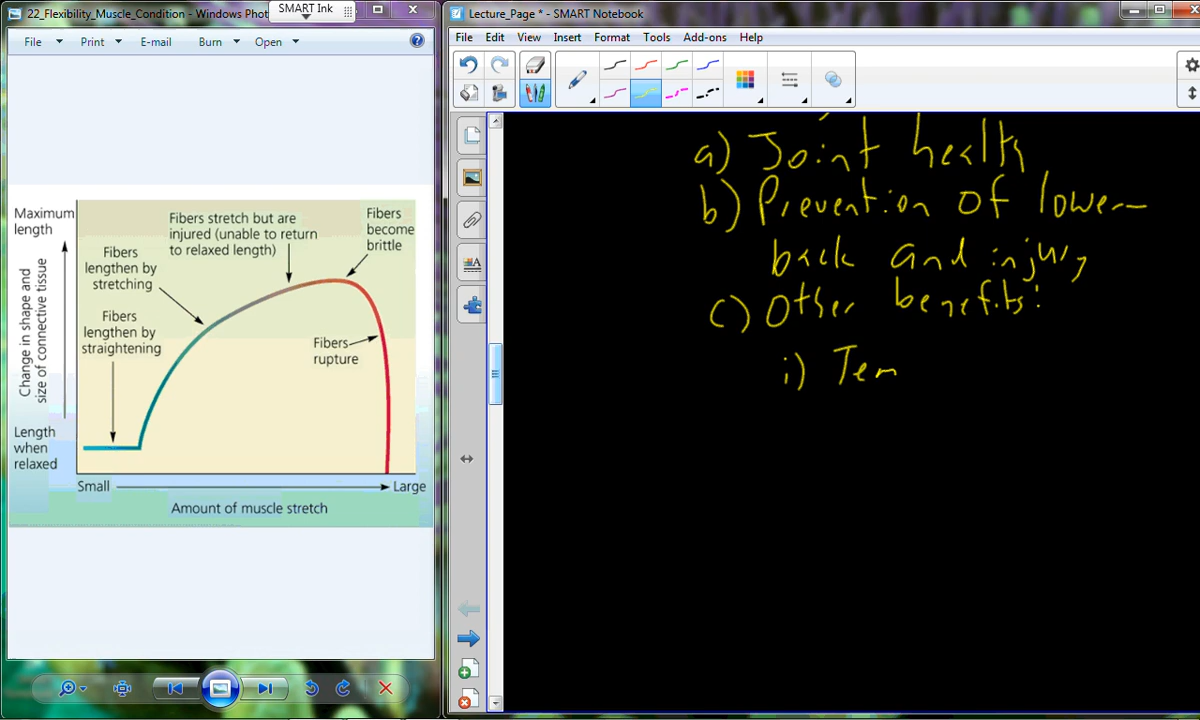 22_Flexibility_Muscle_Condition - Windows Phot
SMART Ink
File Print E-mail Burn Open
Maximum
length
Change in shape and
size of connective tissue
Length
when
relaxed
Fibers
lengthen by
straightening
Fibers
lengthen by
stretching
Fibers stretch but are
injured (unable to return
to relaxed length)
Fibers
become
brittle
Fibers
rupture
Small
Large
Amount of muscle stretch
Lecture_Page * - SMART Notebook
File Edit View Insert Format Tools Add-ons Help
a) Joint health
b) Prevention of lower
back and injury
c) Other benefits:
i) Tem